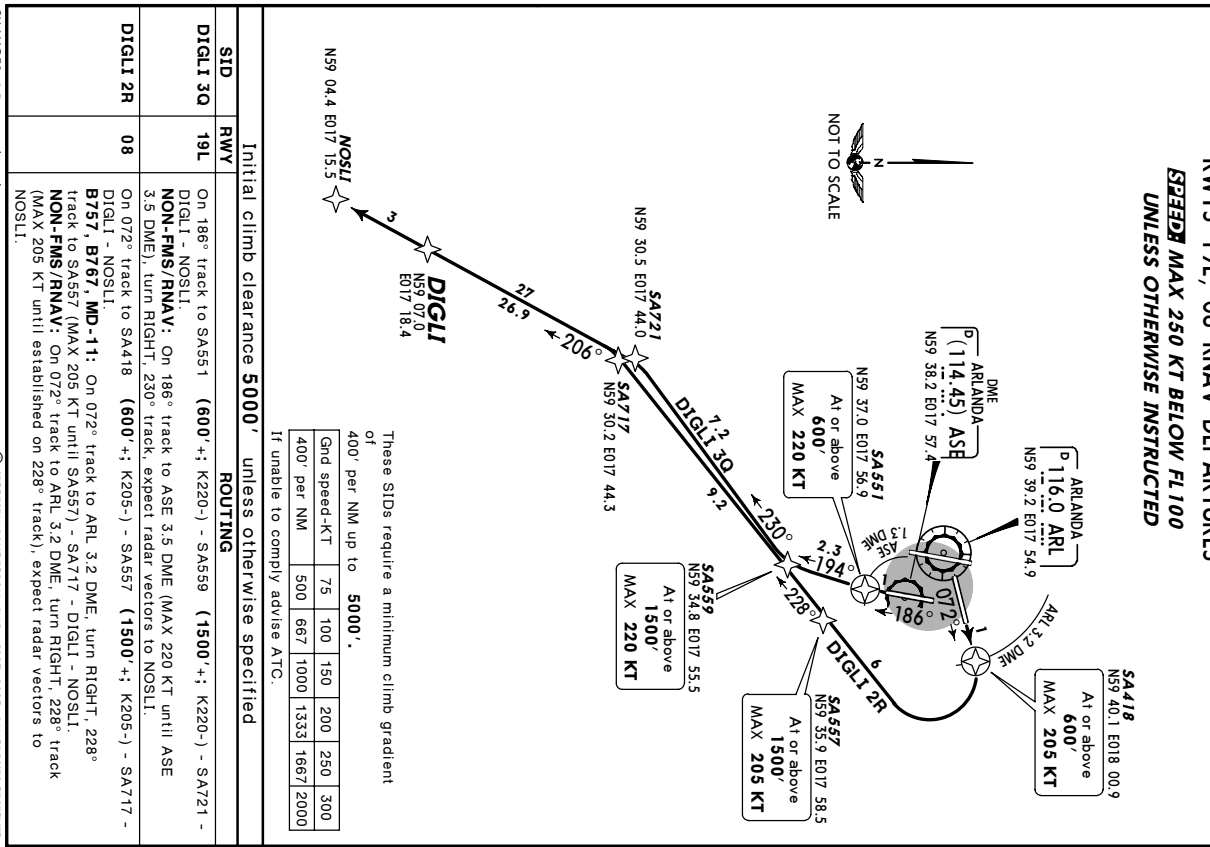 RWYS 19L, 08 RNAV DEPARTURES
SPEED: MAX 250 KT BELOW FL100
UNLESS OTHERWISE INSTRUCTED
NOT TO SCALE
N
ARLANDA
D 116.0 ARL
N59 39.2 E017 54.9
DME
ARLANDA
D (114.45) ASE
N59 38.2 E017 57.4
ARL 3.2 DME
SA418
N59 40.1 E018 00.9
At or above
600'
MAX 205 KT
072°
1
186°
1
ASE
1.3 DME
SA551
N59 37.0 E017 56.9
At or above
600'
MAX 220 KT
194°
2.3
SA559
N59 34.8 E017 55.5
At or above
1500'
MAX 220 KT
SA557
N59 35.9 E017 58.5
At or above
1500'
MAX 205 KT
6
DIGLI 2R
228°
230°
7.2
DIGLI 3Q
9.2
SA721
N59 30.5 E017 44.0
SA717
N59 30.2 E017 44.3
206°
27
26.9
DIGLI
N59 07.0
E017 18.4
3
NOSLI
N59 04.4 E017 15.5
These SIDs require a minimum climb gradient
of
400' per NM up to 5000'.
Gnd speed-KT 75 100 150 200 250 300
400' per NM 500 667 1000 1333 1667 2000
If unable to comply advise ATC.
Initial climb clearance 5000' unless otherwise specified
SID RWY ROUTING
DIGLI 3Q 19L On 186° track to SA551 (600'+; K220-) - SA559 (1500'+; K220-) - SA721 -
DIGLI - NOSLI.
NON-FMS/RNAV: On 186° track to ASE 3.5 DME (MAX 220 KT until ASE
3.5 DME), turn RIGHT, 230° track, expect radar vectors to NOSLI.
DIGLI 2R 08 On 072° track to SA418 (600'+; K205-) - SA557 (1500'+; K205-) - SA717 -
DIGLI - NOSLI.
B757, B767, MD-11: On 072° track to ARL 3.2 DME, turn RIGHT, 228°
track to SA557 (MAX 205 KT until SA557) - SA717 - DIGLI - NOSLI.
NON-FMS/RNAV: On 072° track to ARL 3.2 DME, turn RIGHT, 228° track
(MAX 205 KT until established on 228° track), expect radar vectors to
NOSLI.